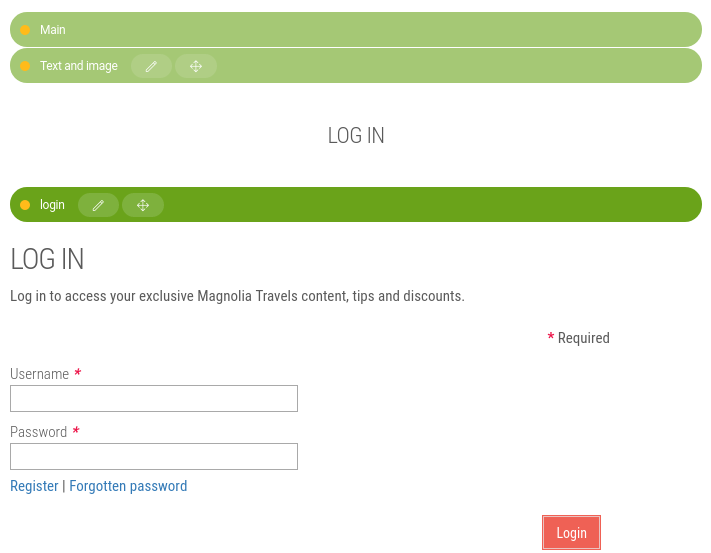 Main
Text and image
LOG IN
login
LOG IN
Log in to access your exclusive Magnolia Travels content, tips and discounts.
* Required
Username *
Password *
Register | Forgotten password
Login